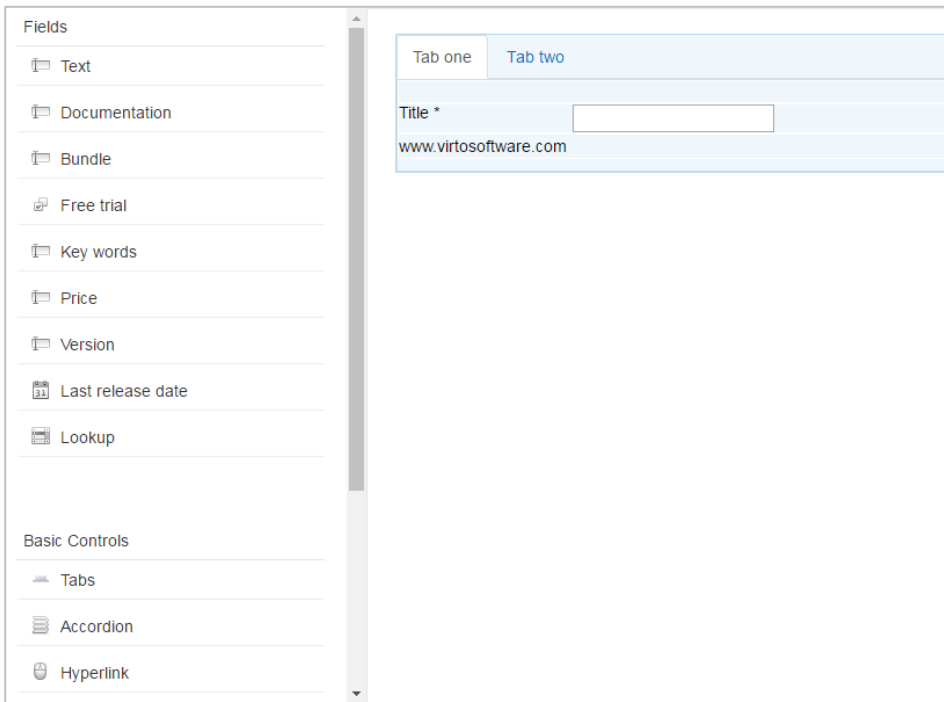 Fields
Text
Documentation
Bundle
Free trial
Key words
Price
Version
31 Last release date
Lookup
Basic Controls
Tabs
Accordion
Hyperlink
Tab one Tab two
Title *
www.virtosoftware.com